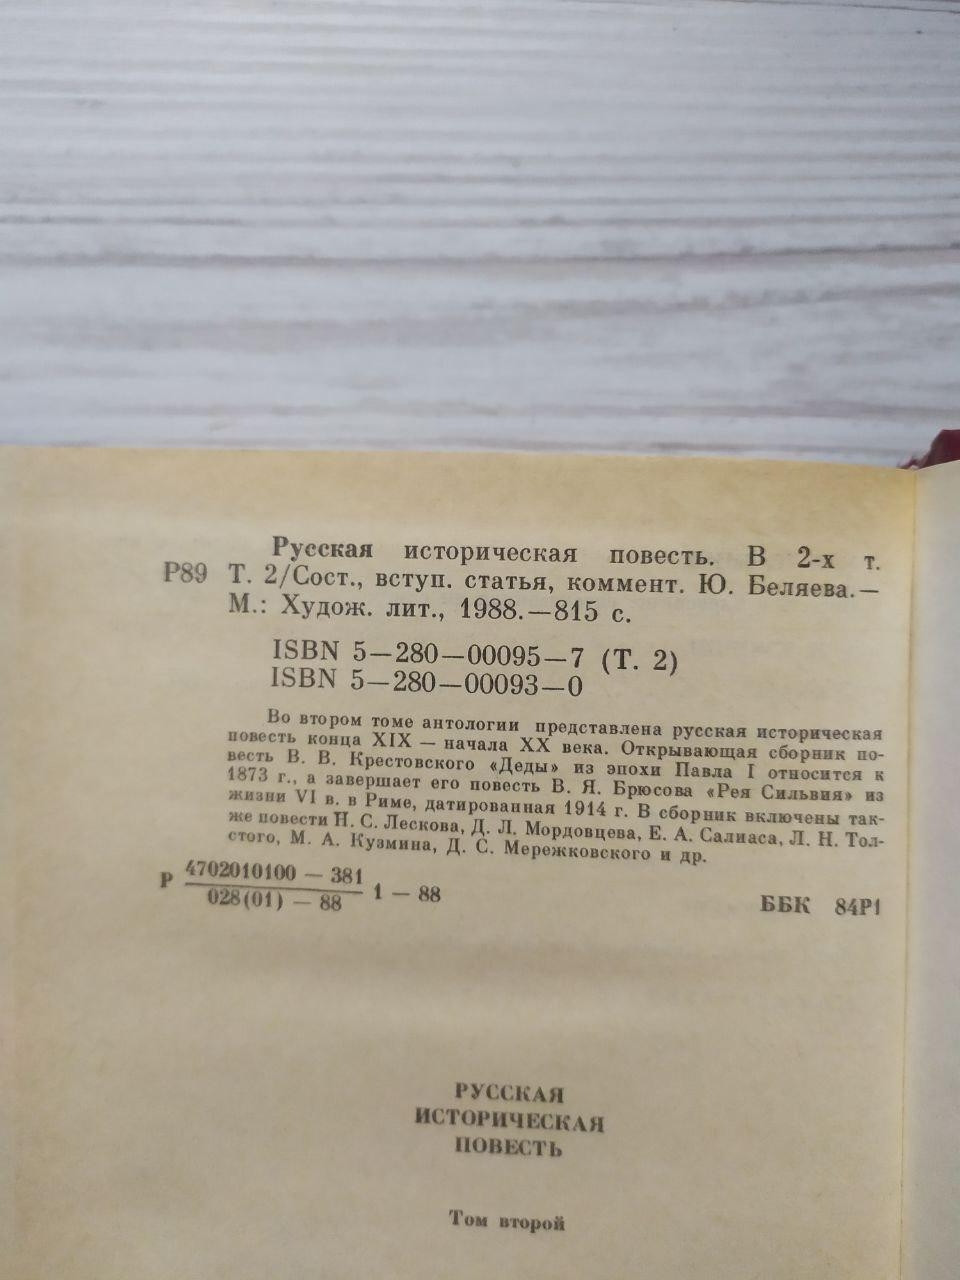 Русская историческая повесть. В 2-х т.
Р89 Т. 2/Сост., вступ. статья, коммент. Ю. Беляева.—
М.: Худож. лит., 1988.—815 с.
ISBN 5—280—00095—7 (Т. 2)
ISBN 5—280—00093—0
Во втором томе антологии представлена русская историческая
повесть конца XIX — начала XX века. Открывающая сборник по-
весть В. В. Крестовского «Деды» из эпохи Павла I относится к
1873 г., а завершает его повесть В. Я. Брюсова «Рея Сильвия» из
жизни VI в. в Риме, датированная 1914 г. В сборник включены так-
же повести Н. С. Лескова, Д. Л. Мордовцева, Е. А. Салиаса, Л. Н. Тол-
стого, М. А. Кузмина, Д. С. Мережковского и др.
Р 4702010100 — 381
028(01) — 88 1 — 88
ББК 84Р1
РУССКАЯ
ИСТОРИЧЕСКАЯ
ПОВЕСТЬ
Том второй